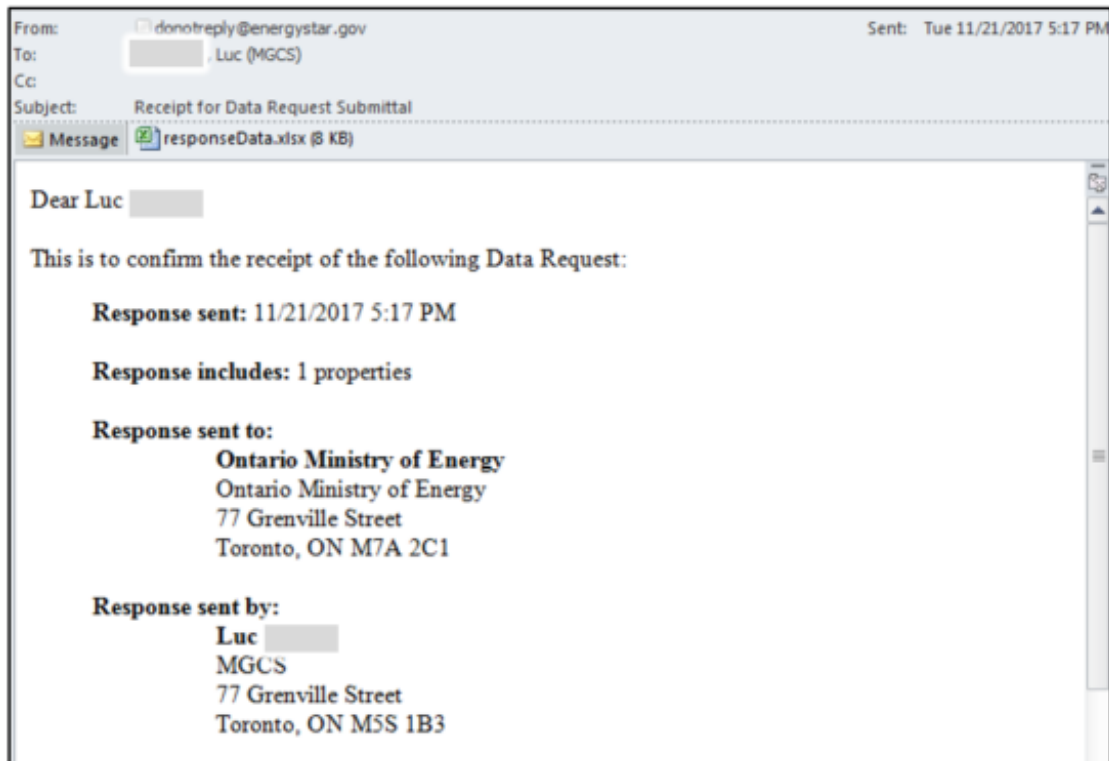 From: donotreply@energystar.gov Sent: Tue 11/21/2017 5:17 PM
To: , Luc (MGCS)
Cc:
Subject: Receipt for Data Request Submittal
Message responseData.xlsx (8 KB)
Dear Luc
This is to confirm the receipt of the following Data Request:
Response sent: 11/21/2017 5:17 PM
Response includes: 1 properties
Response sent to:
Ontario Ministry of Energy
Ontario Ministry of Energy
77 Grenville Street
Toronto, ON M7A 2C1
Response sent by:
Luc
MGCS
77 Grenville Street
Toronto, ON M5S 1B3